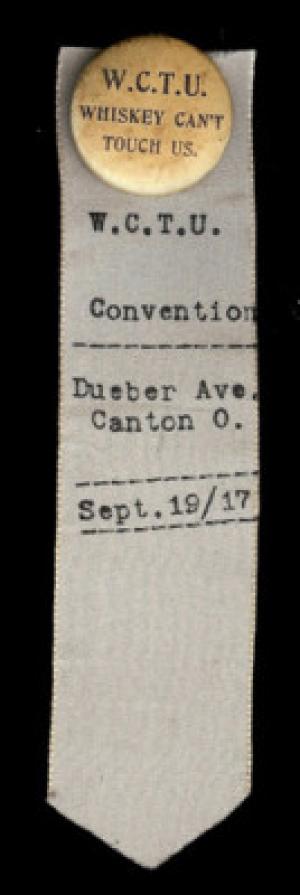 W.C.T.U.
WHISKEY CAN'T
TOUCH US.
W.C.T.U.
Convention
Dueber Ave.
Canton O.
Sept.19/17